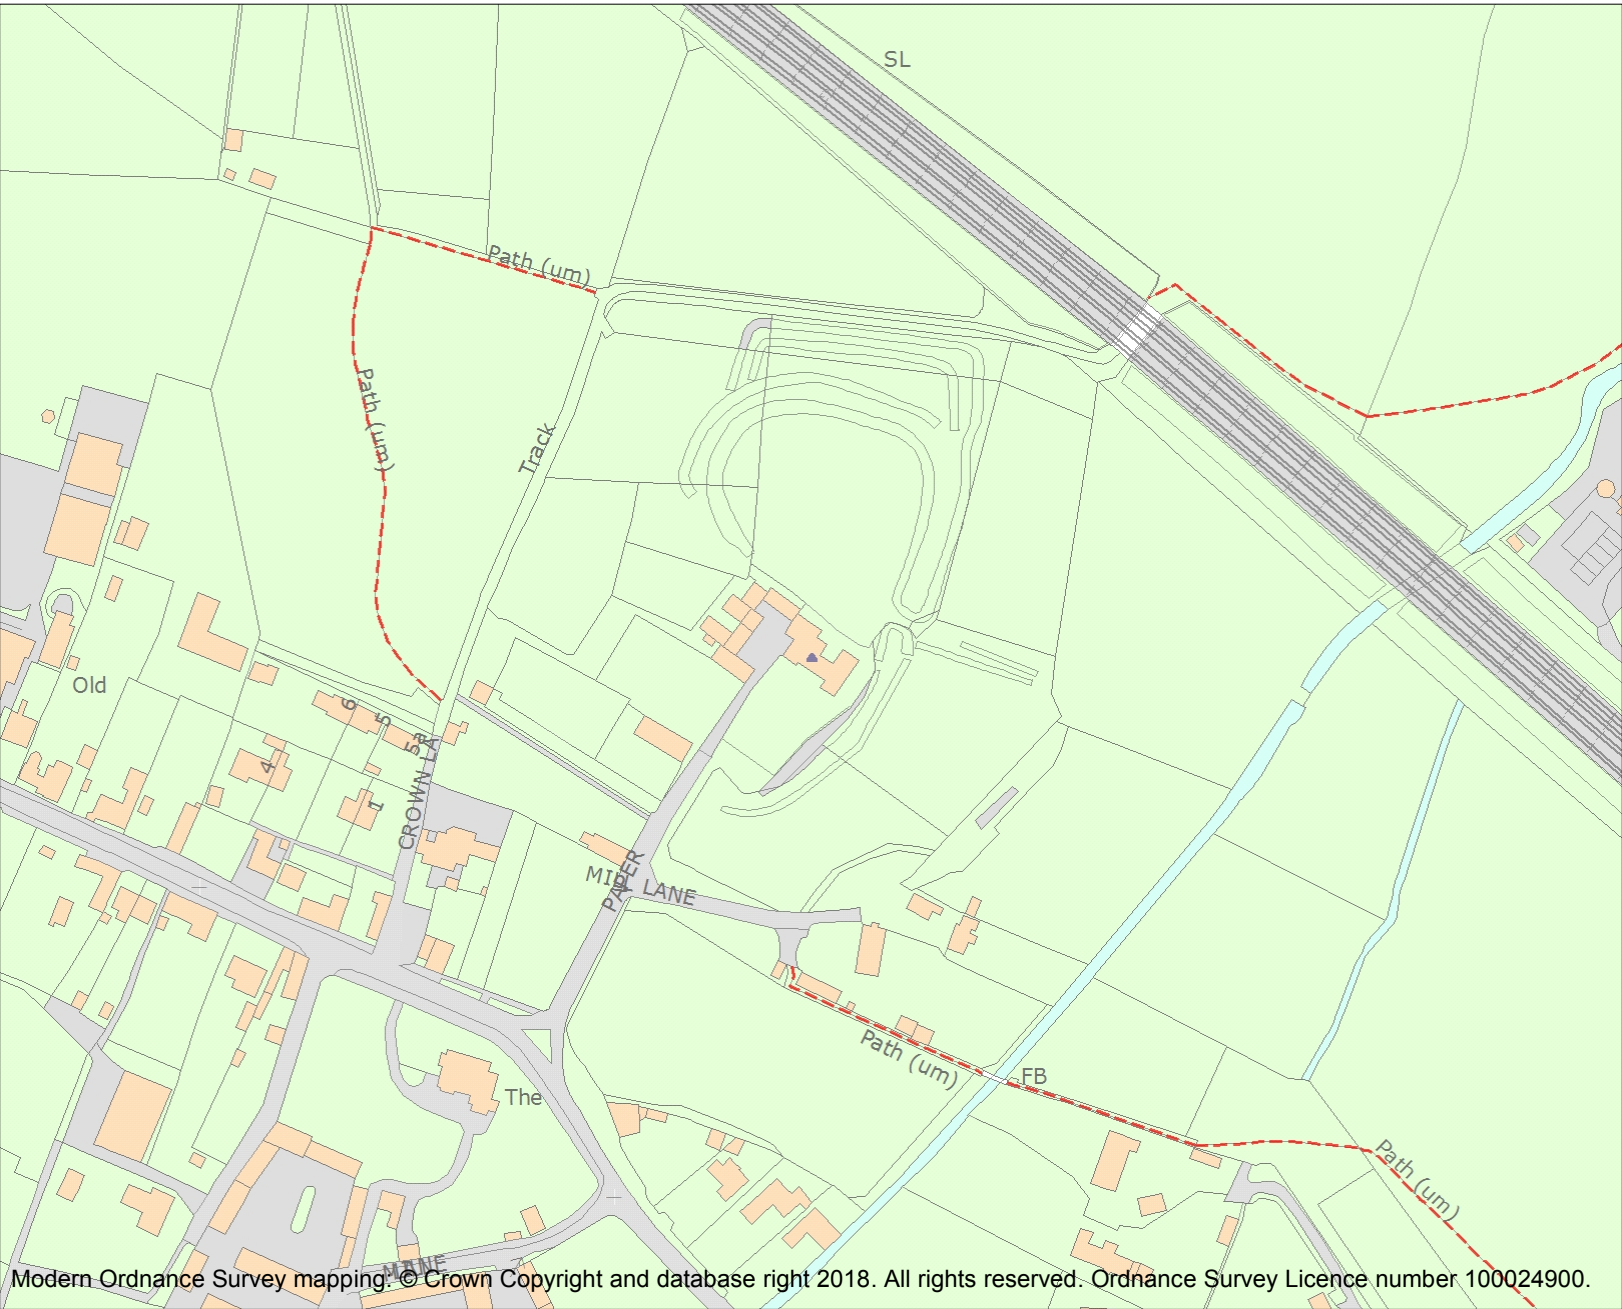 SL
Path (um)
Path (um)
Track
Old
6
5
5a
4
1
CROWN LA
PAPER
MILL LANE
Path (um)
FB
The
Path (um)
Modern Ordnance Survey mapping: © Crown Copyright and database right 2018. All rights reserved. Ordnance Survey Licence number 100024900.